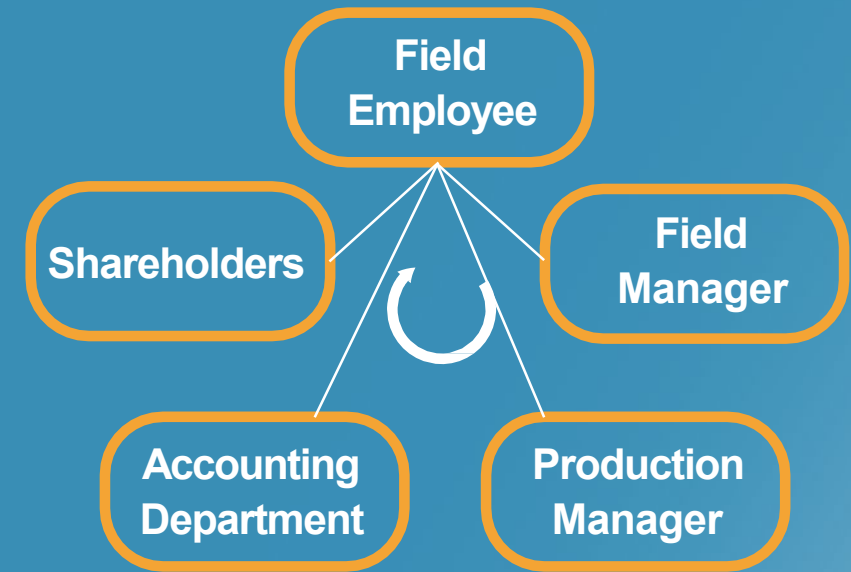 Field
Employee
Shareholders
Field
Manager
Accounting
Department
Production
Manager